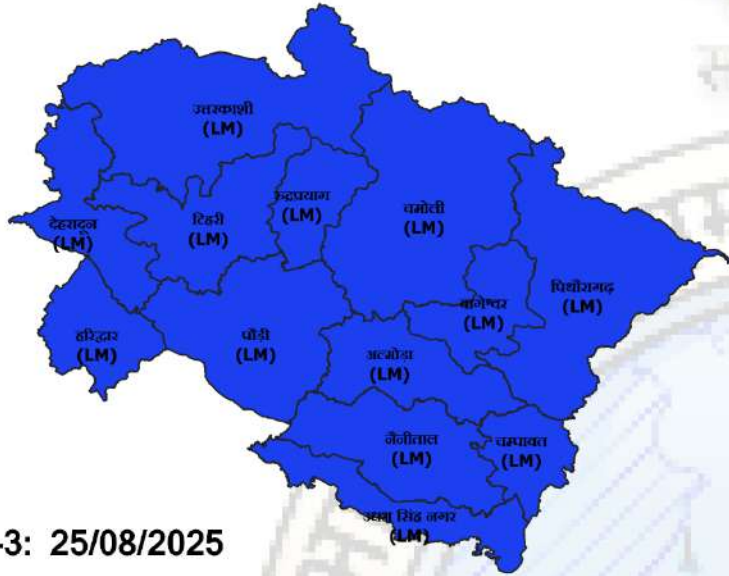 उत्तरकाशी
(LM)
रुद्रप्रयाग
(LM)
टिहरी
(LM)
चमोली
(LM)
देहरादून
(LM)
पिथौरागढ़
(LM)
बागेश्वर
(LM)
हरिद्वार
(LM)
पौड़ी
(LM)
अल्मोड़ा
(LM)
नैनीताल
(LM)
चम्पावत
(LM)
उधम सिंह नगर
(LM)
-3: 25/08/2025